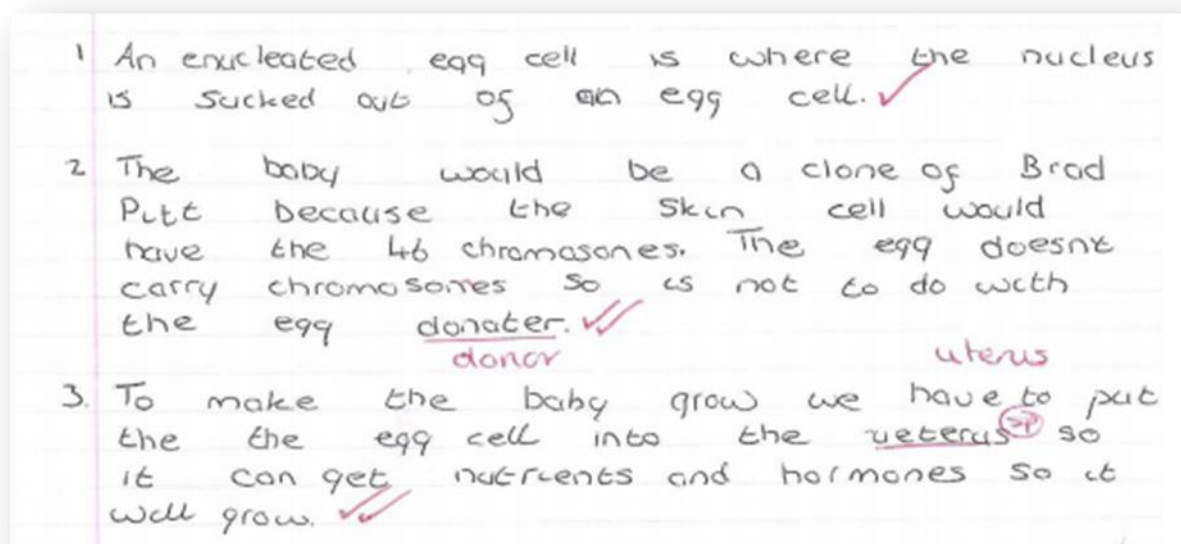 1 An enucleated egg cell is where the nucleus
is sucked out of an egg cell.
2 The baby would be a clone of Brad
Pitt because the skin cell would
have the 46 chromosones. The egg doesnt
carry chromosomes so is not to do with
the egg donater.
donor
uterus
3. To make the baby grow we have to put
the the egg cell into the ueterus sp so
it can get nutrients and hormones so it
will grow.